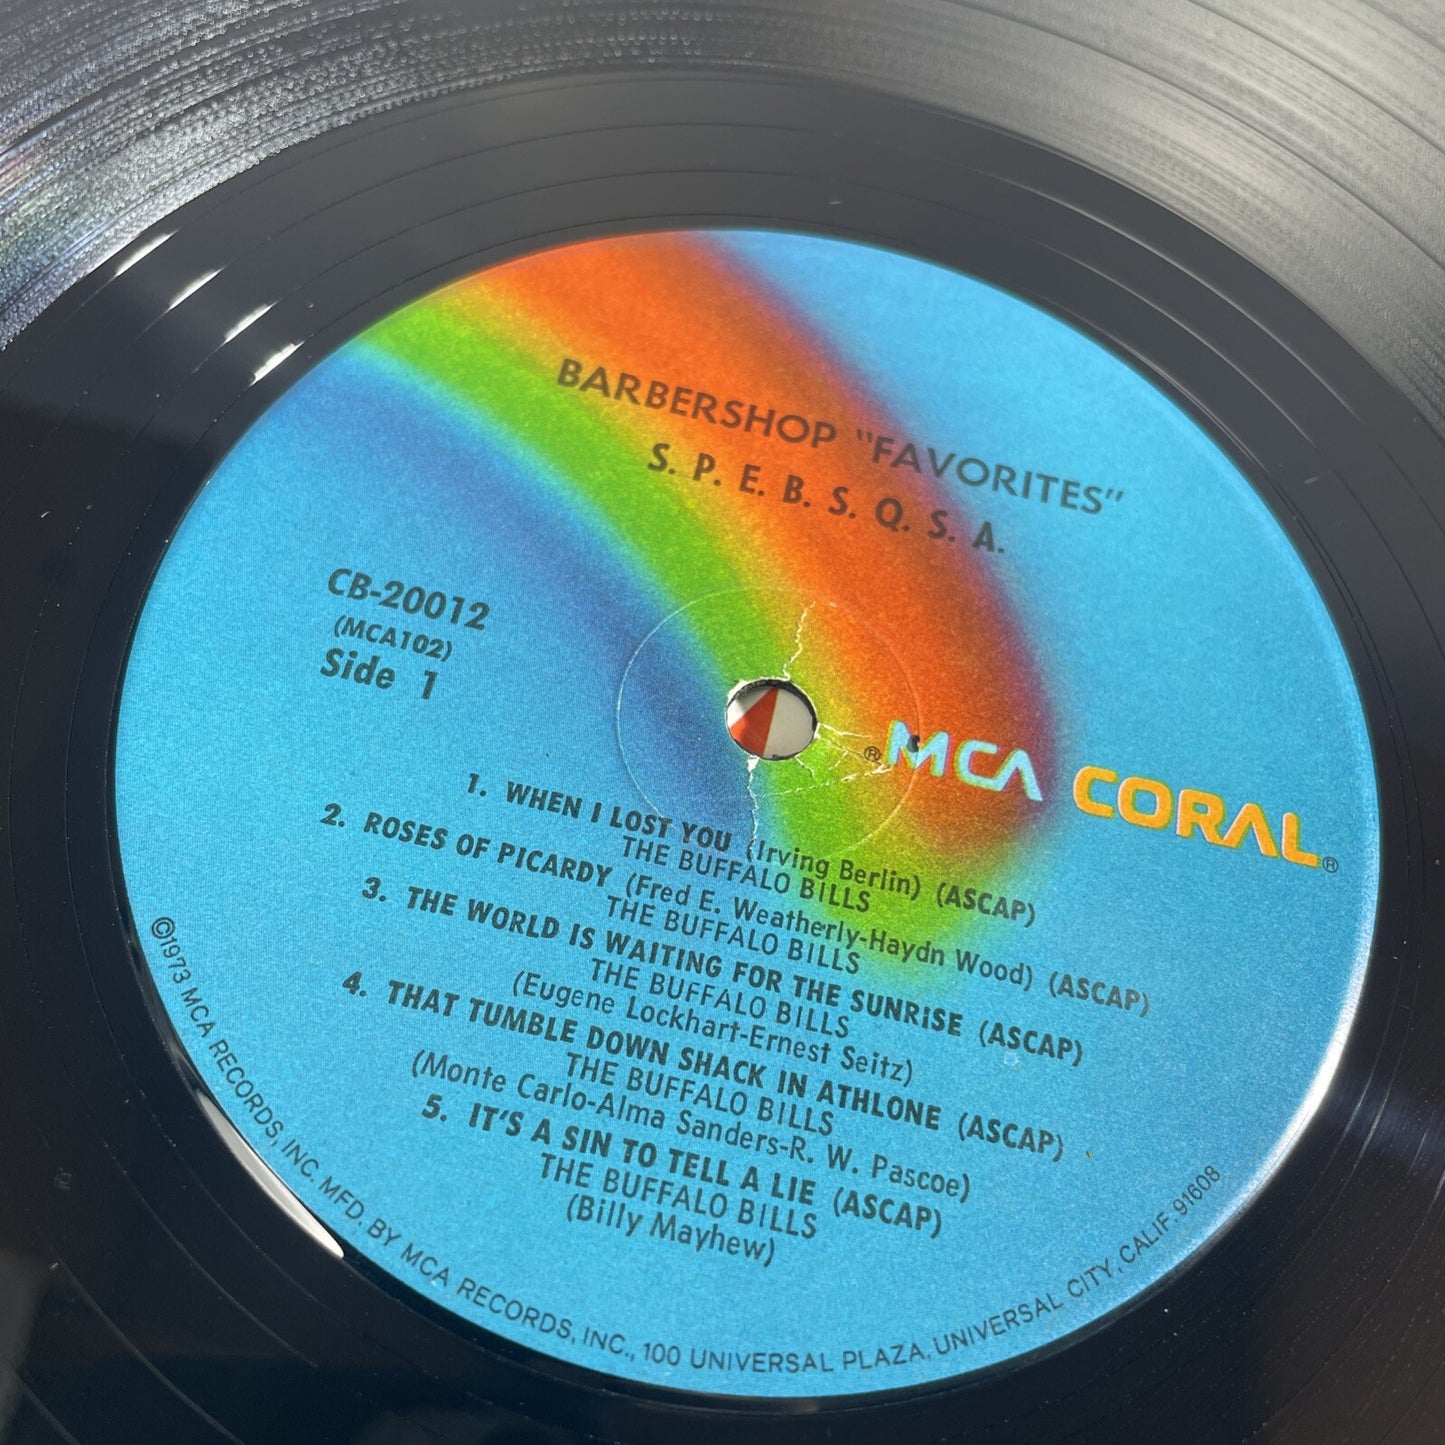 BARBERSHOP "FAVORITES"
S. P. E. B. S. Q. S. A.
CB-20012
(MCA102)
Side 1
® MCA CORAL ®
1. WHEN I LOST YOU (Irving Berlin) (ASCAP)
THE BUFFALO BILLS
2. ROSES OF PICARDY (Fred E. Weatherly-Haydn Wood) (ASCAP)
THE BUFFALO BILLS
3. THE WORLD IS WAITING FOR THE SUNRISE (ASCAP)
THE BUFFALO BILLS
(Eugene Lockhart-Ernest Seitz)
4. THAT TUMBLE DOWN SHACK IN ATHLONE (ASCAP)
THE BUFFALO BILLS
(Monte Carlo-Alma Sanders-R. W. Pascoe)
5. IT'S A SIN TO TELL A LIE (ASCAP)
THE BUFFALO BILLS
(Billy Mayhew)
©1973 MCA RECORDS, INC. MFD. BY MCA RECORDS, INC., 100 UNIVERSAL PLAZA, UNIVERSAL CITY, CALIF. 91608